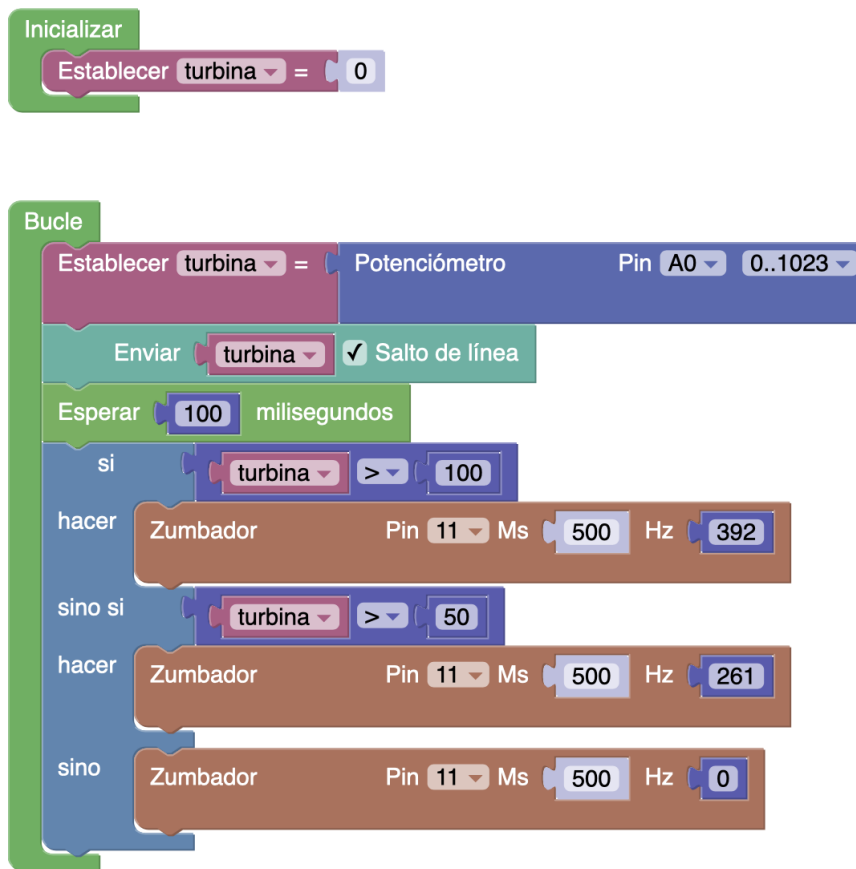 Inicializar
Establecer turbina = 0
Bucle
Establecer turbina = Potenciómetro Pin A0 0..1023
Enviar turbina ✓ Salto de línea
Esperar 100 milisegundos
si turbina > 100
hacer Zumbador Pin 11 Ms 500 Hz 392
sino si turbina > 50
hacer Zumbador Pin 11 Ms 500 Hz 261
sino Zumbador Pin 11 Ms 500 Hz 0